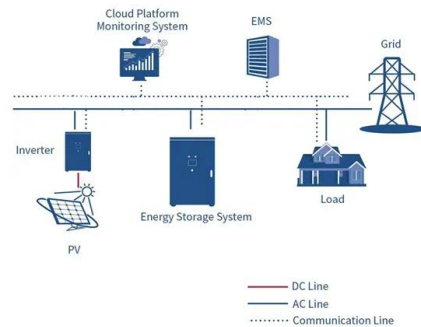 Cloud Platform
Monitoring System
EMS
Grid
Inverter
Energy Storage System
Load
PV
DC Line
AC Line
Communication Line